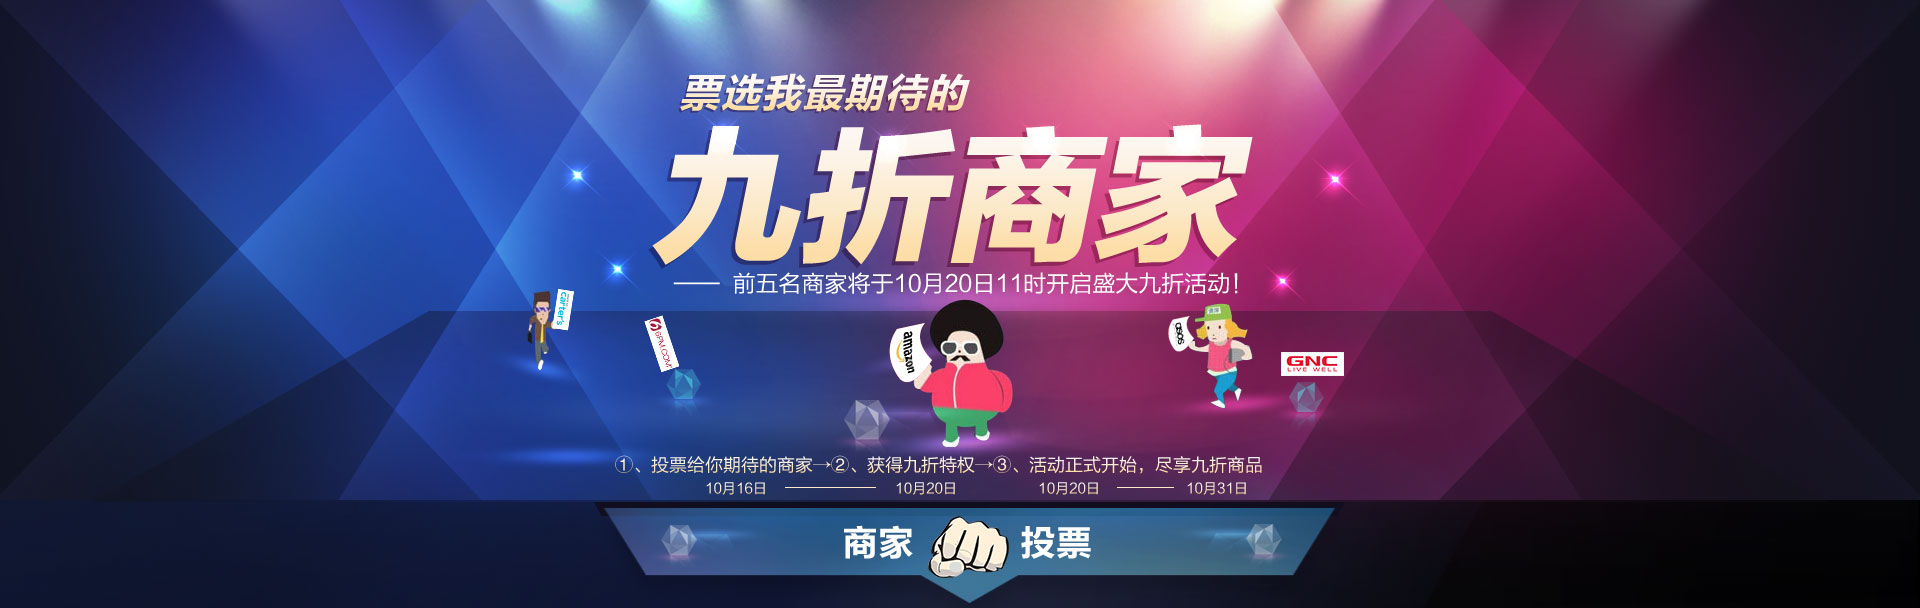 票选我最期待的
九折商家
—— 前五名商家将于10月20日11时开启盛大九折活动!
carter's
6PM.COM
amazon
asos
GNC
LIVE WELL
①、投票给你期待的商家→②、获得九折特权→③、活动正式开始，尽享九折商品
10月16日 —— 10月20日 10月20日 —— 10月31日
商家 投票